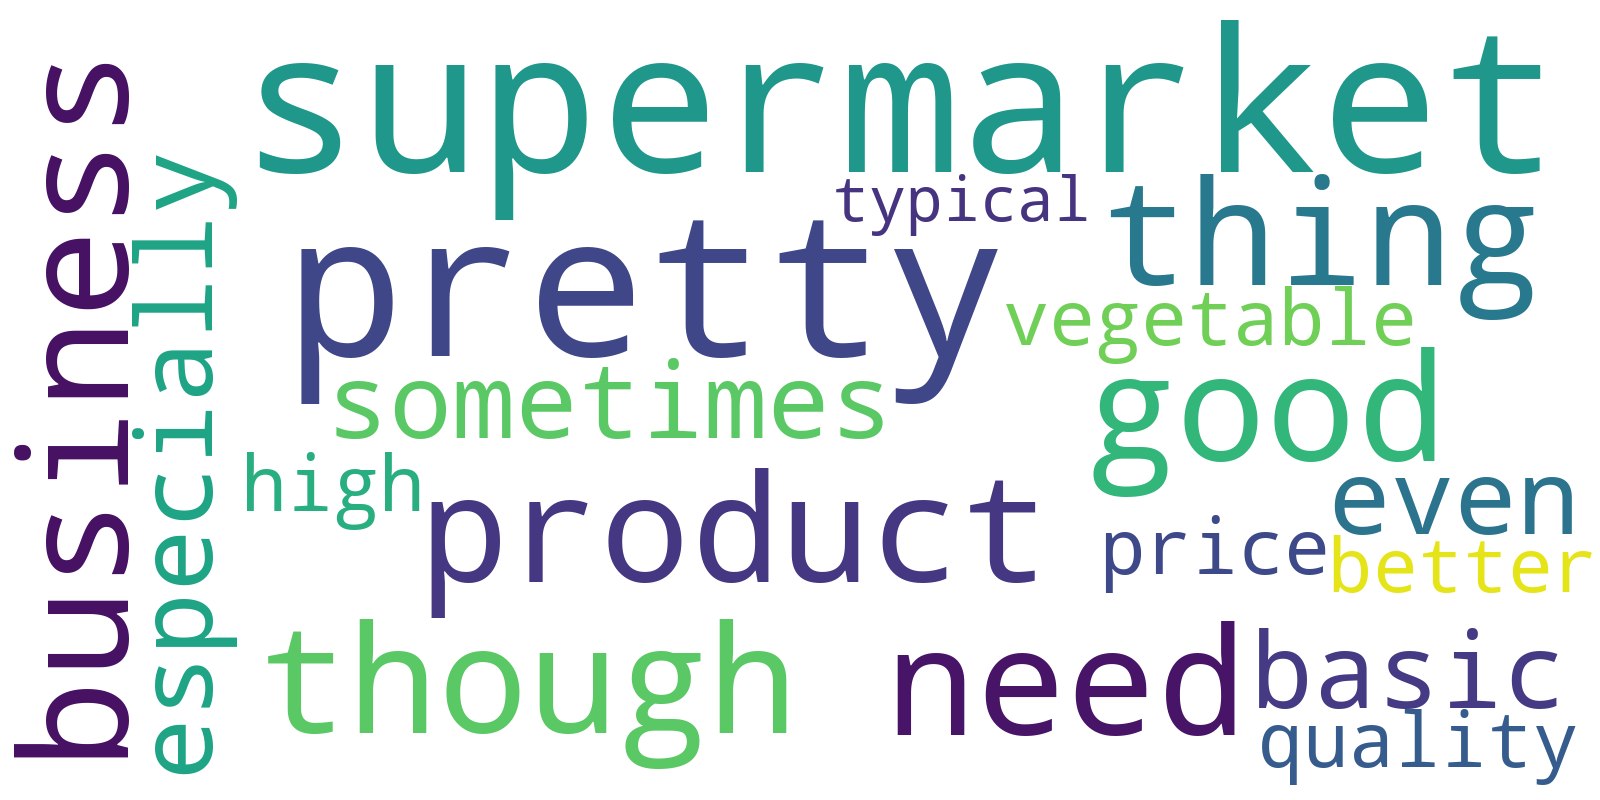 supermarket
business
especially
typical
thing
pretty
vegetable
sometimes
good
high
product
even
price
better
though
need
basic
quality